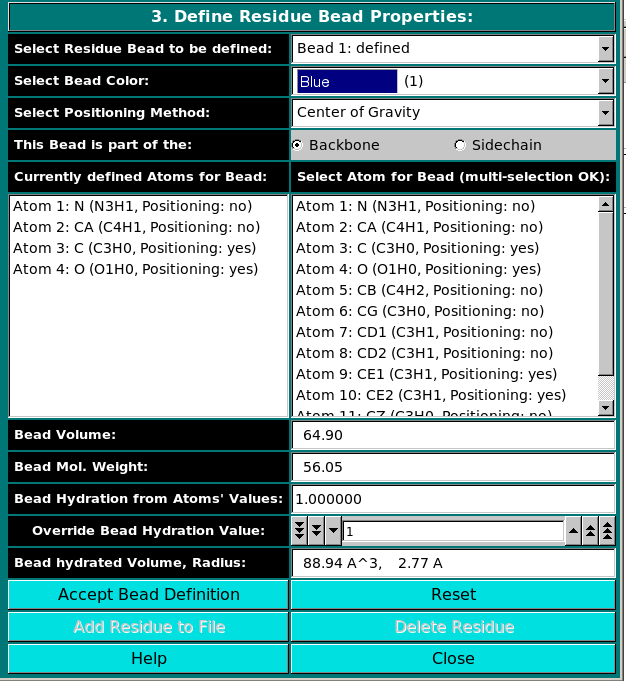 3. Define Residue Bead Properties:
Select Residue Bead to be defined: Bead 1: defined
Select Bead Color: Blue (1)
Select Positioning Method: Center of Gravity
This Bead is part of the: Backbone Sidechain
Currently defined Atoms for Bead: Select Atom for Bead (multi-selection OK):
Atom 1: N (N3H1, Positioning: no) Atom 1: N (N3H1, Positioning: no)
Atom 2: CA (C4H1, Positioning: no) Atom 2: CA (C4H1, Positioning: no)
Atom 3: C (C3H0, Positioning: yes) Atom 3: C (C3H0, Positioning: yes)
Atom 4: O (O1H0, Positioning: yes) Atom 4: O (O1H0, Positioning: yes)
Atom 5: CB (C4H2, Positioning: no)
Atom 6: CG (C3H0, Positioning: no)
Atom 7: CD1 (C3H1, Positioning: no)
Atom 8: CD2 (C3H1, Positioning: no)
Atom 9: CE1 (C3H1, Positioning: yes)
Atom 10: CE2 (C3H1, Positioning: yes)
Atom 11: CZ (C3H0, Positioning: no)
Bead Volume: 64.90
Bead Mol. Weight: 56.05
Bead Hydration from Atoms' Values: 1.000000
Override Bead Hydration Value: 1
Bead hydrated Volume, Radius: 88.94 A^3, 2.77 A
Accept Bead Definition Reset
Add Residue to File Delete Residue
Help Close